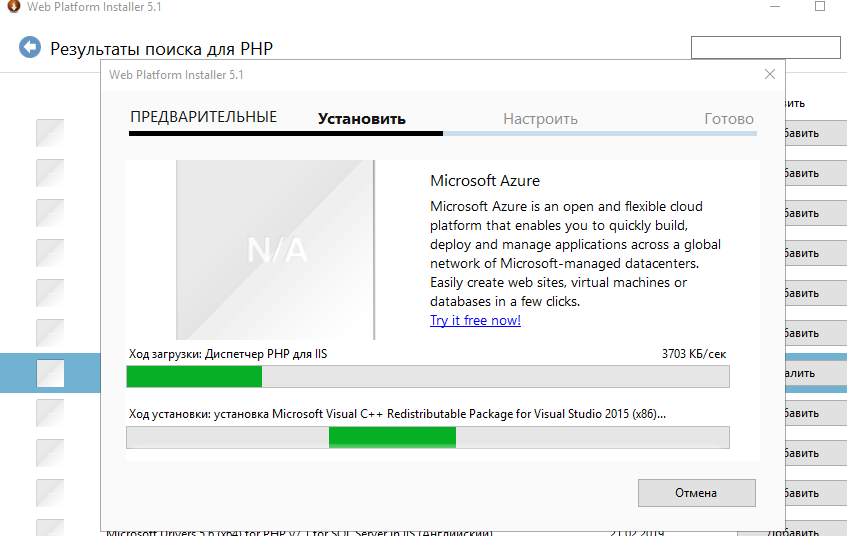 Web Platform Installer 5.1
Результаты поиска для PHP
Web Platform Installer 5.1
вить
ПРЕДВАРИТЕЛЬНЫЕ Установить Настроить Готово
бавить
бавить
Microsoft Azure
Microsoft Azure is an open and flexible cloud
platform that enables you to quickly build,
deploy and manage applications across a global
network of Microsoft-managed datacenters.
Easily create web sites, virtual machines or
databases in a few clicks.
Try it free now!
N/A
бавить
бавить
бавить
бавить
Ход загрузки: Диспетчер PHP для IIS 3703 КБ/сек
алить
Ход установки: установка Microsoft Visual C++ Redistributable Package for Visual Studio 2015 (x86)...
бавить
бавить
Отмена
бавить
Microsoft Drivers 5.6 (x64) for PHP v7.1 for SQL Server in IIS (Английский) 21.02.2019 Добавить